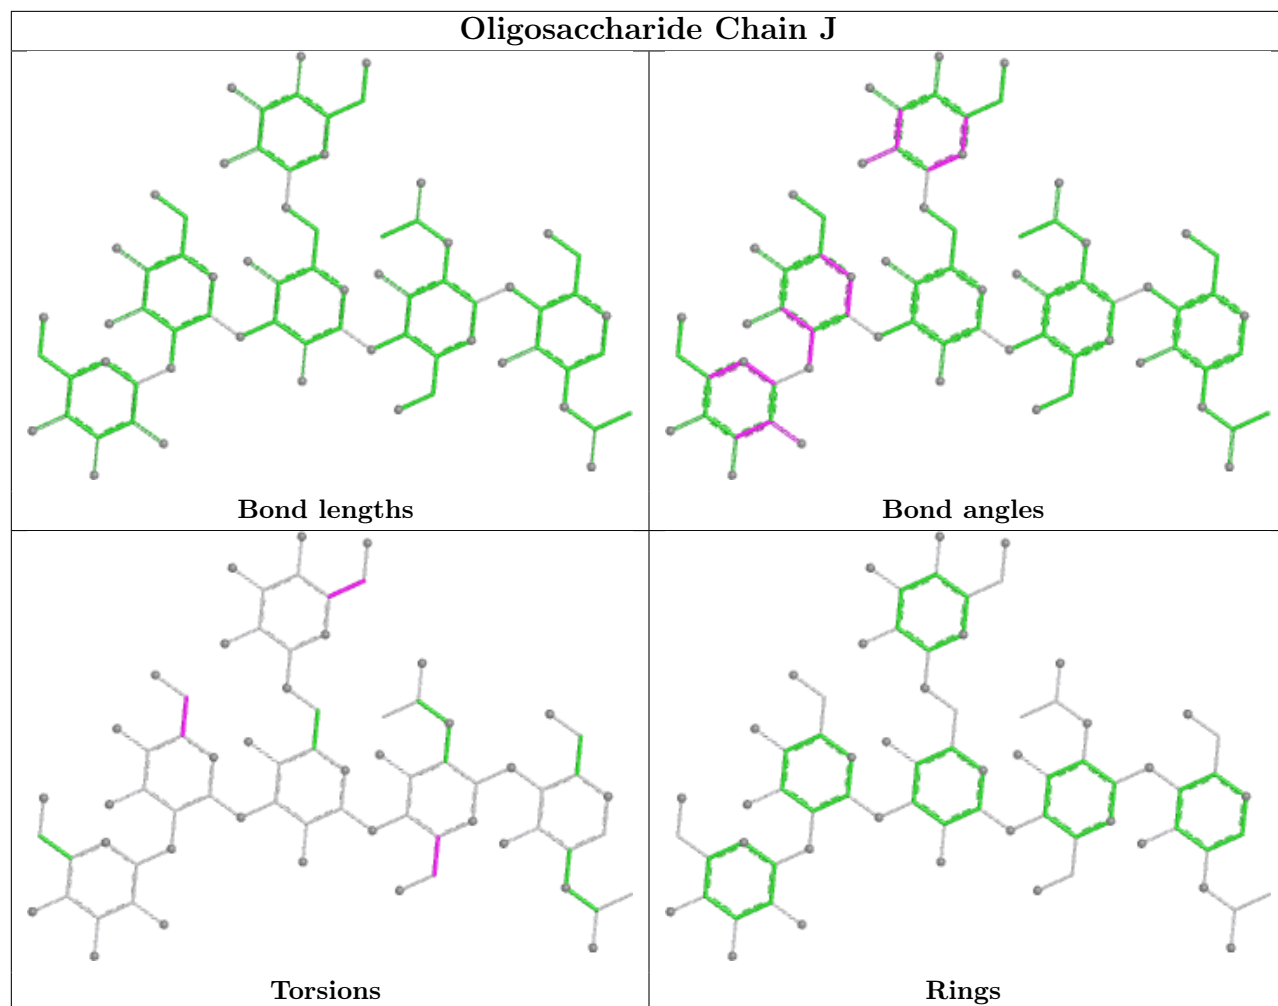 Oligosaccharide Chain J
Bond lengths
Bond angles
Torsions
Rings